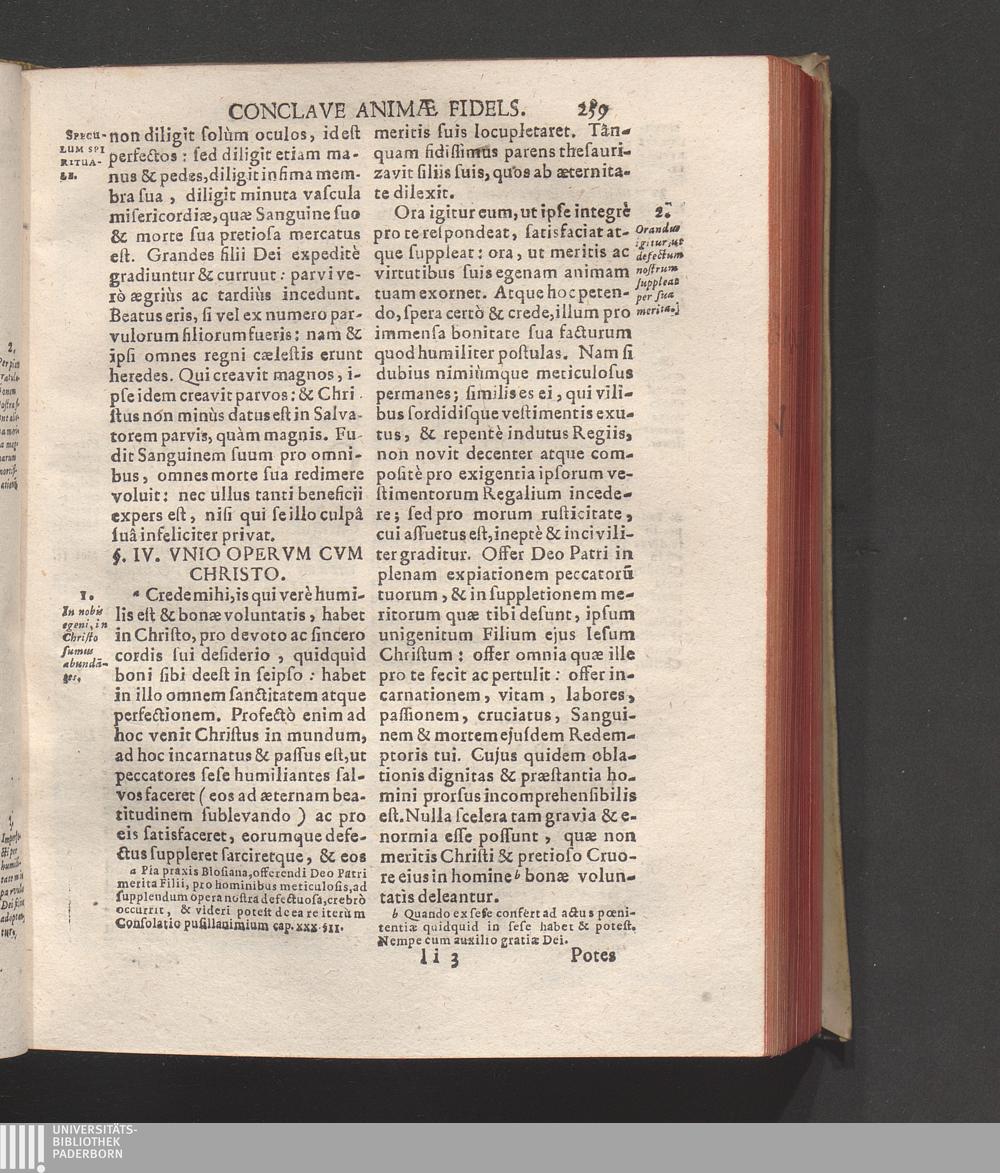 CONCLAVE ANIMÆ FIDELS. 259
SPECU-
LUM SPI
RITUA-
LE.
non diligit solùm oculos, id est
perfectos : sed diligit etiam ma-
nus & pedes, diligit infima mem-
bra sua , diligit minuta vascula
misericordiæ, quæ Sanguine suo
& morte sua pretiosa mercatus
est. Grandes filii Dei expeditè
gradiuntur & curruut : parvi ve-
rò ægriùs ac tardiùs incedunt.
Beatus eris, si vel ex numero par-
vulorum filiorum fueris : nam &
ipsi omnes regni cælestis erunt
heredes. Qui creavit magnos, i-
pse idem creavit parvos : & Chri-
stus non minùs datus est in Salva-
torem parvis, quàm magnis. Fu-
dit Sanguinem suum pro omni-
bus, omnes morte sua redimere
voluit : nec ullus tanti beneficii
expers est, nisi qui se illo culpâ
suâ infeliciter privat.
§. IV. VNIO OPERVM CVM
CHRISTO.
1.
In nobis
egeni, in
Christo
sumus
abundā-
tes.
a Crede mihi, is qui verè humi-
lis est & bonæ voluntatis, habet
in Christo, pro devoto ac sincero
cordis sui desiderio , quidquid
boni sibi deest in seipso : habet
in illo omnem sanctitatem atque
perfectionem. Profectò enim ad
hoc venit Christus in mundum,
ad hoc incarnatus & passus est, ut
peccatores sese humiliantes sal-
vos faceret ( eos ad æternam bea-
titudinem sublevando ) ac pro
eis satisfaceret, eorumque defe-
ctus suppleret sarciretque, & eos
a Pia praxis Blosiana, offerendi Deo Patri
merita Filii, pro hominibus meticulosis, ad
supplendum opera nostra defectuosa, crebrò
occurrit, & videri potest de ea re iterùm
Consolatio pusillanimium cap. xxx. §II.
meritis suis locupletaret. Tān-
quam fidissimus parens thesauri-
zavit filiis suis, quos ab æternita-
te dilexit.
Ora igitur eum, ut ipse integrè
pro te respondeat, satisfaciat at-
que suppleat : ora, ut meritis ac
virtutibus suis egenam animam
tuam exornet. Atque hoc peten-
do, spera certò & crede, illum pro
immensa bonitate sua facturum
quod humiliter postulas. Nam si
dubius nimiùmque meticulosus
permanes; similis es ei, qui vili-
bus sordidisque vestimentis exu-
tus, & repentè indutus Regiis,
non novit decenter atque com-
positè pro exigentia ipsorum ve-
stimentorum Regalium incede-
re; sed pro morum rusticitate,
cui assuetus est, ineptè & incivili-
ter graditur. Offer Deo Patri in
plenam expiationem peccatorū
tuorum, & in suppletionem me-
ritorum quæ tibi desunt, ipsum
unigenitum Filium ejus Iesum
Christum : offer omnia quæ ille
pro te fecit ac pertulit : offer in-
carnationem, vitam, labores,
passionem, cruciatus, Sangui-
nem & mortem ejusdem Redem-
ptoris tui. Cujus quidem obla-
tionis dignitas & præstantia ho-
mini prorsus incomprehensibilis
est. Nulla scelera tam gravia & e-
normia esse possunt, quæ non
meritis Christi & pretioso Cruo-
re eius in homine b bonæ volun-
tatis deleantur.
2.
Orandus
igitur, ut
defectum
nostrum
suppleat
per sua
merita.
b Quando ex sese confert ad actus pœni-
tentiæ quidquid in sese habet & potest.
Nempe cum auxilio gratiæ Dei.
li 3
Potes
UNIVERSITÄTS-
BIBLIOTHEK
PADERBORN